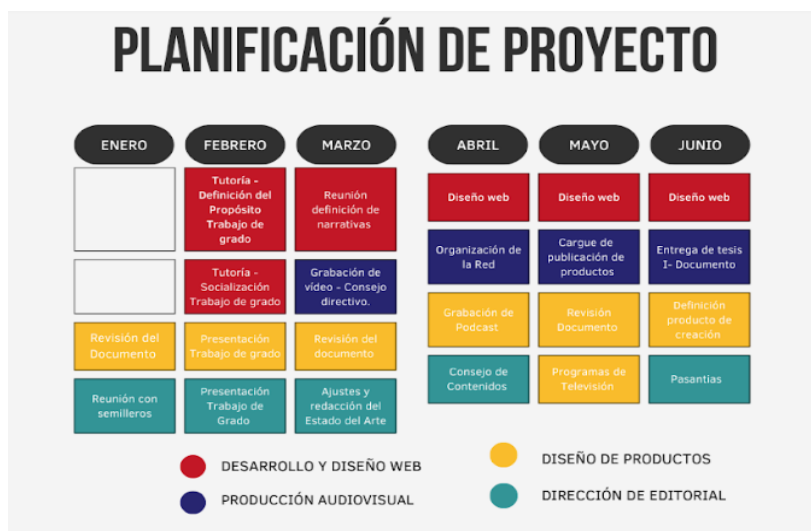 PLANIFICACIÓN DE PROYECTO
ENERO
FEBRERO
MARZO
ABRIL
MAYO
JUNIO
Tutoría -
Definición del
Propósito
Trabajo de
grado
Reunión
definición de
narrativas
Diseño web
Diseño web
Diseño web
Tutoría -
Socialización
Trabajo de grado
Grabación de
vídeo - Consejo
directivo.
Organización de
la Red
Cargue de
publicación de
productos
Entrega de tesis
I- Documento
Revisión del
Documento
Presentación
Trabajo de grado
Revisión del
documento
Grabación de
Podcast
Revisión
Documento
Definición
producto de
creación
Reunión con
semilleros
Presentación
Trabajo de
Grado
Ajustes y
redacción del
Estado del Arte
Consejo de
Contenidos
Programas de
Televisión
Pasantias
DESARROLLO Y DISEÑO WEB
PRODUCCIÓN AUDIOVISUAL
DISEÑO DE PRODUCTOS
DIRECCIÓN DE EDITORIAL